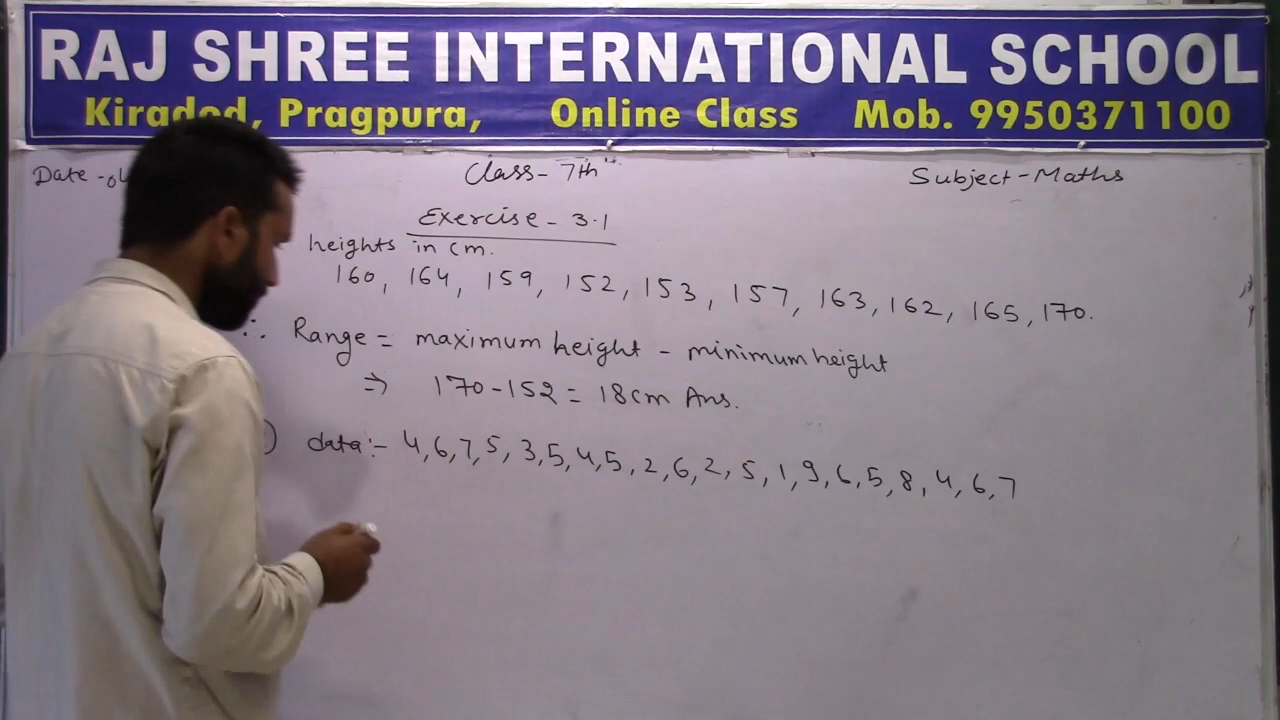 RAJ SHREE INTERNATIONAL SCHOOL
Kiradod, Pragpura, Online Class Mob. 9950371100
Date - Class - 7th Subject - Maths
Exercise - 3.1
heights in cm.
160, 164, 159, 152, 153, 157, 163, 162, 165, 170.
∴ Range = maximum height - minimum height
⇒ 170 - 152 = 18cm Ans.
) data:- 4,6,7,5,3,5,4,5,2,6,2,5,1,9,6,5,8,4,6,7